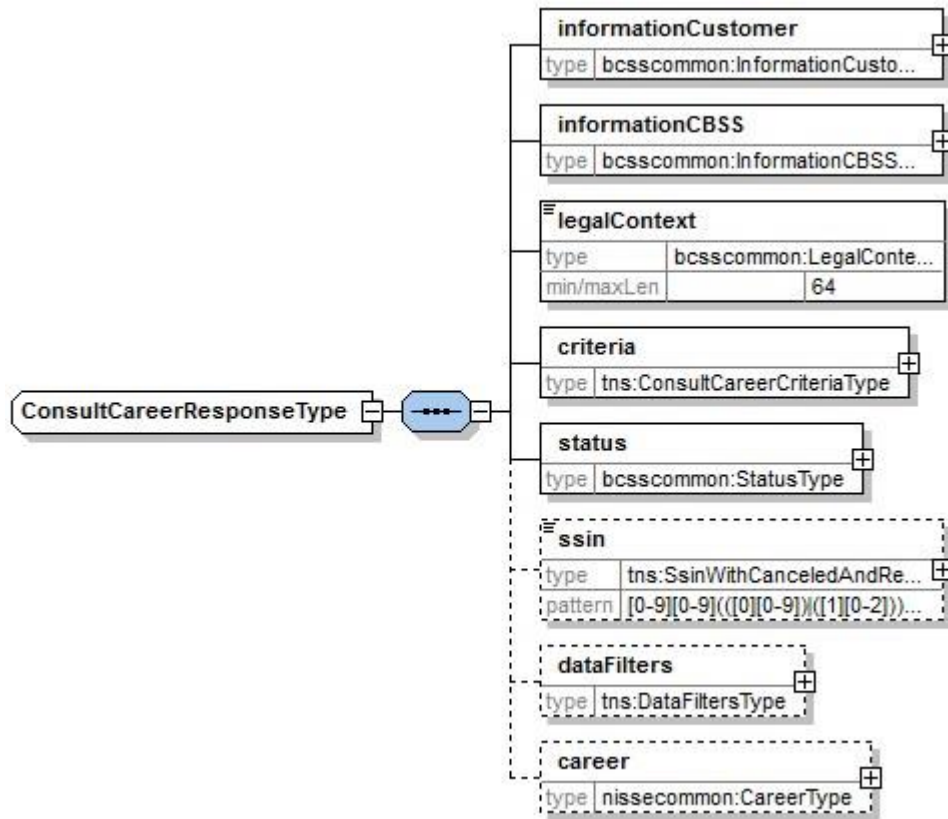 informationCustomer
type bcsscommon:InformationCusto...
informationCBSS
type bcsscommon:InformationCBSS...
legalContext
type bcsscommon:LegalConte...
min/maxLen 64
criteria
type tns:ConsultCareerCriteriaType
ConsultCareerResponseType
status
type bcsscommon:StatusType
ssin
type tns:SsinWithCanceledAndRe...
pattern [0-9][0-9](([0][0-9])|([1][0-2]))...
dataFilters
type tns:DataFiltersType
career
type nissecommon:CareerType